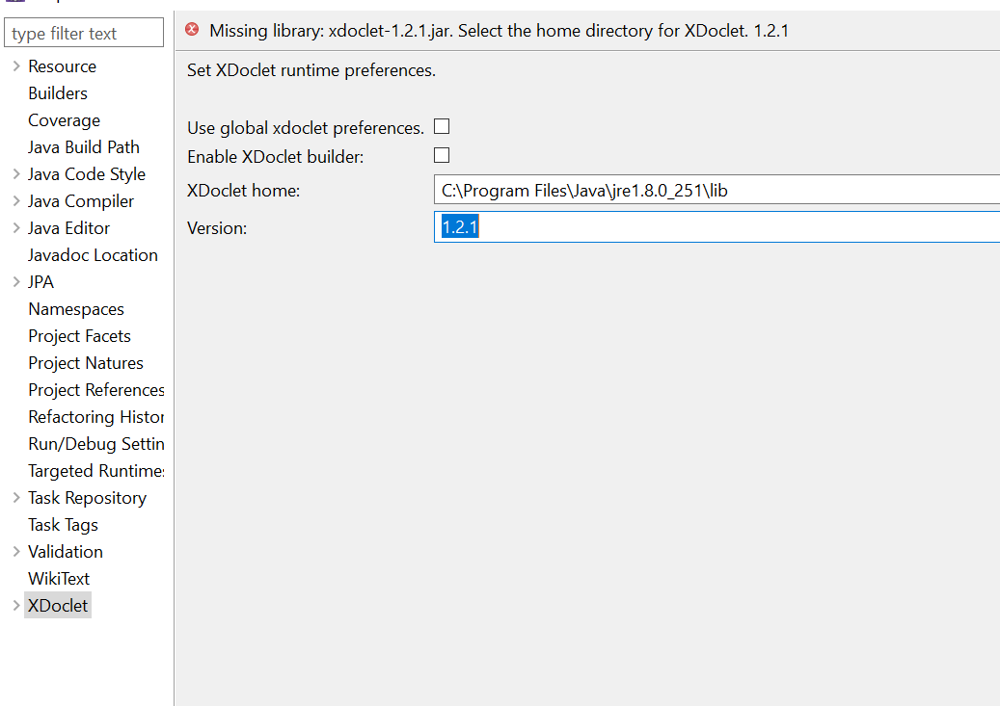 type filter text
Resource
Builders
Coverage
Java Build Path
Java Code Style
Java Compiler
Java Editor
Javadoc Location
JPA
Namespaces
Project Facets
Project Natures
Project References
Refactoring Histor
Run/Debug Settin
Targeted Runtimes
Task Repository
Task Tags
Validation
WikiText
XDoclet
Missing library: xdoclet-1.2.1.jar. Select the home directory for XDoclet. 1.2.1
Set XDoclet runtime preferences.
Use global xdoclet preferences.
Enable XDoclet builder:
XDoclet home: C:\Program Files\Java\jre1.8.0_251\lib
Version: 1.2.1